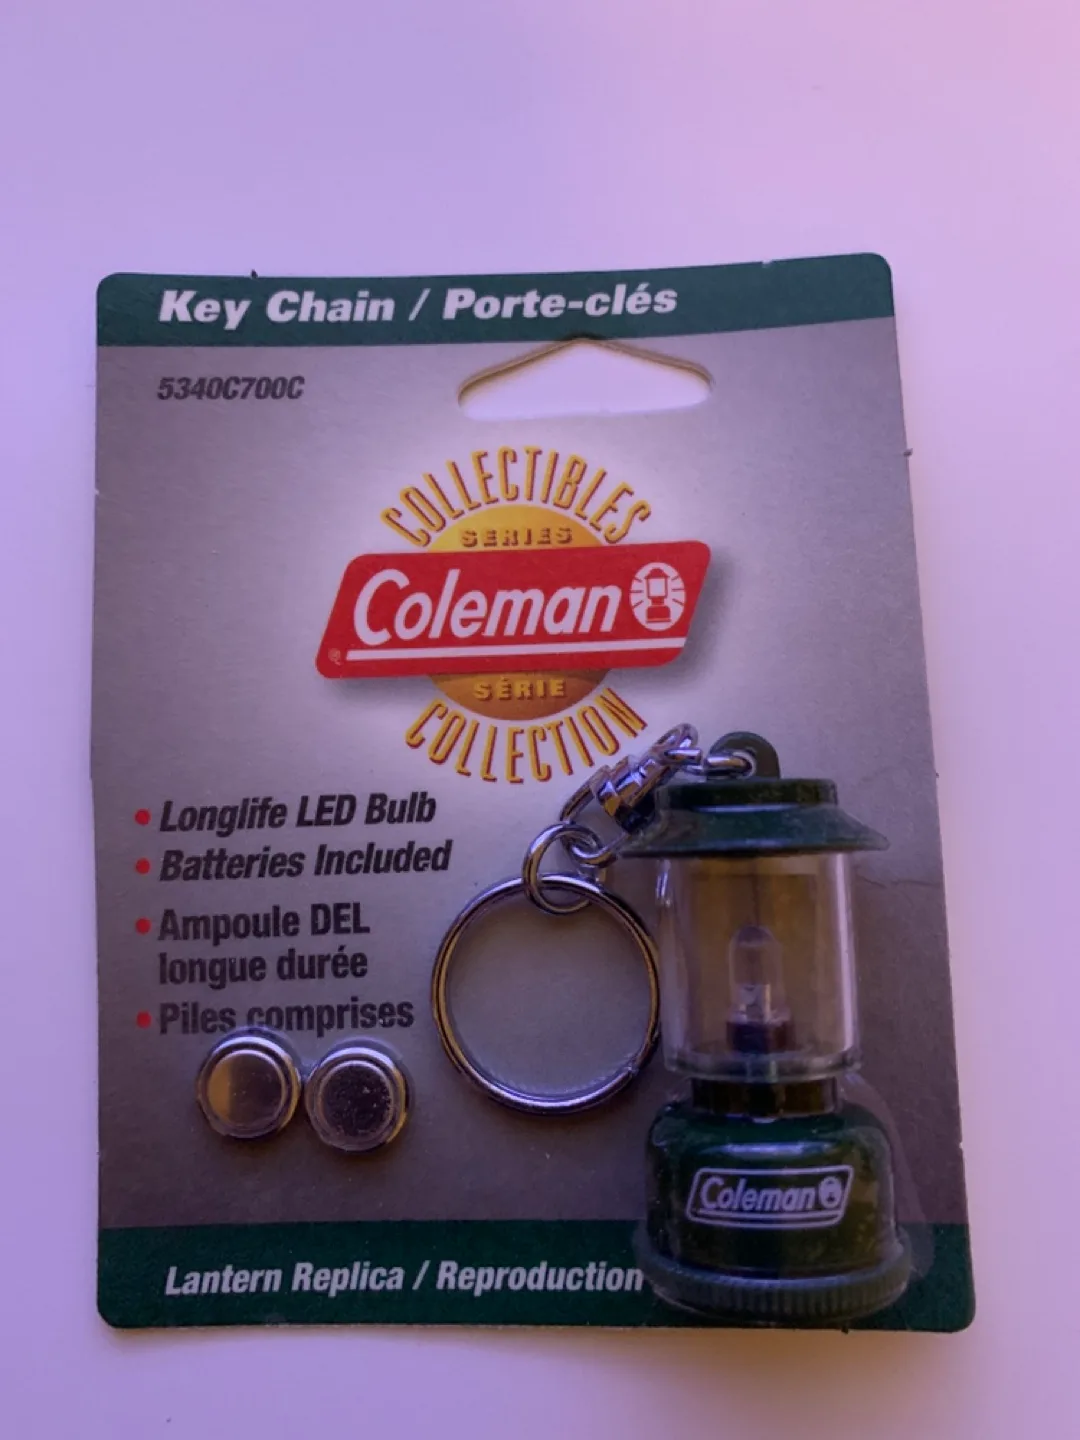 Key Chain / Porte-clés
5340C700C
COLLECTIBLES
SERIES
Coleman
®
SÉRIE
COLLECTION
• Longlife LED Bulb
• Batteries Included
• Ampoule DEL
longue durée
• Piles comprises
Coleman
Lantern Replica / Reproduction